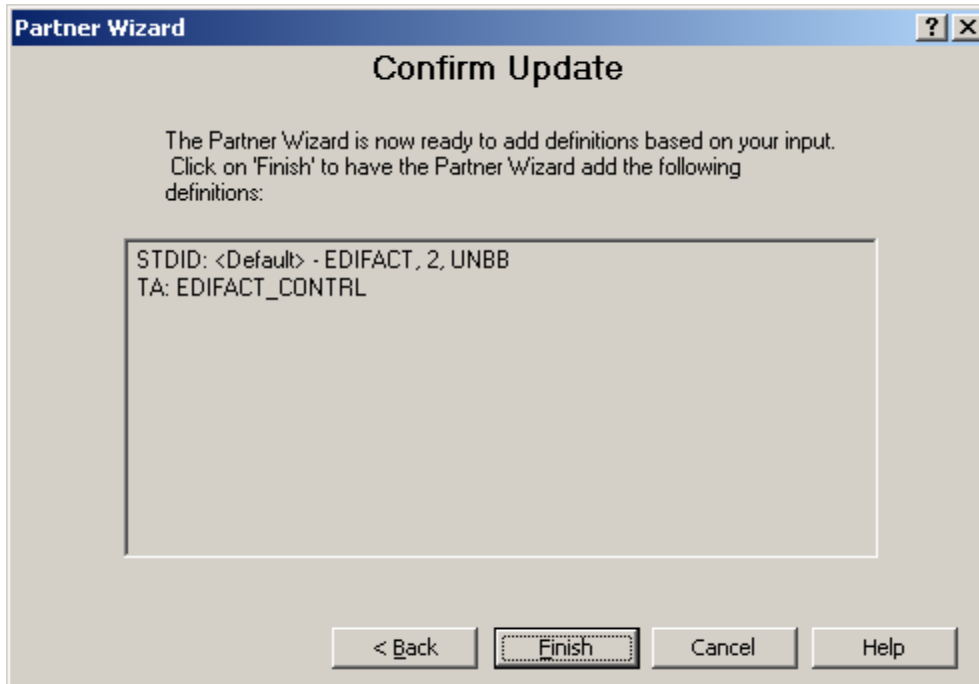 Partner Wizard
Confirm Update
The Partner Wizard is now ready to add definitions based on your input.
Click on 'Finish' to have the Partner Wizard add the following
definitions:
STDID: <Default> - EDIFACT, 2, UNBB
TA: EDIFACT_CONTRL
< Back Finish Cancel Help